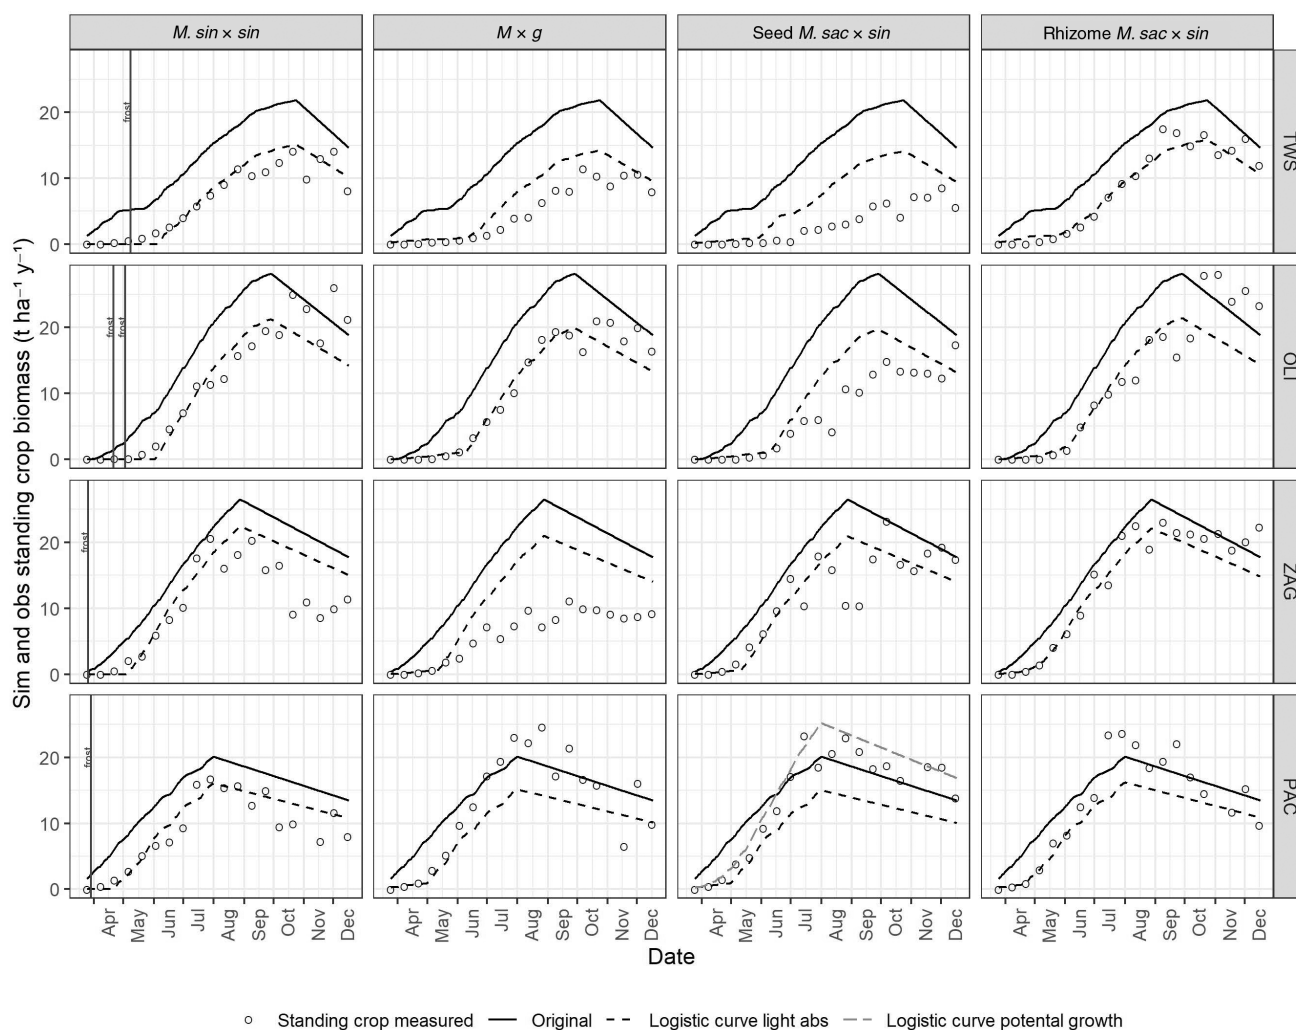 M. sin × sin
M × g
Seed M. sac × sin
Rhizome M. sac × sin
Sim and obs standing crop biomass (t ha⁻¹ y⁻¹)
20
10
0
frost
TWS
20
10
0
frost
frost
OLI
20
10
0
frost
ZAG
20
10
0
frost
PAC
Apr May Jun Jul Aug Sep Oct Nov Dec
Apr May Jun Jul Aug Sep Oct Nov Dec
Apr May Jun Jul Aug Sep Oct Nov Dec
Apr May Jun Jul Aug Sep Oct Nov Dec
Date
Standing crop measured Original Logistic curve light abs Logistic curve potential growth